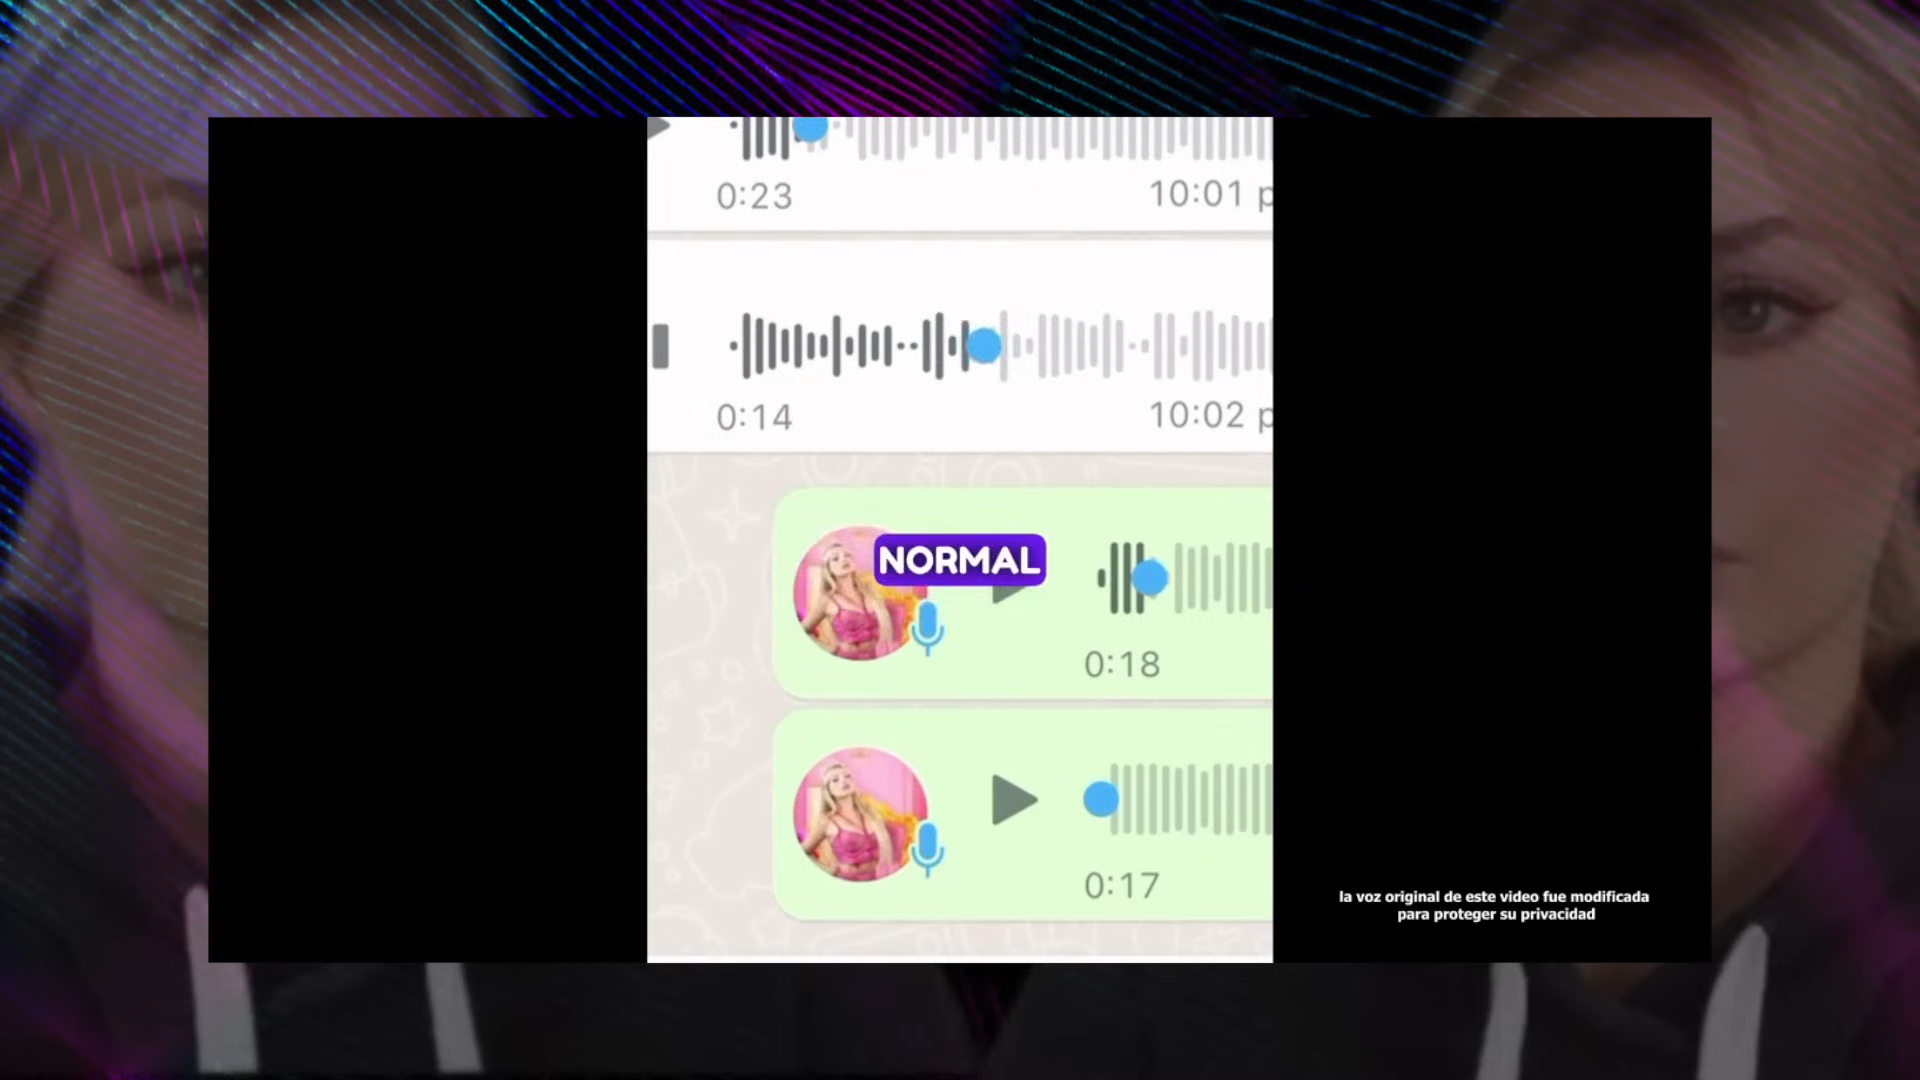 0:23
10:01 p
0:14
10:02 p
NORMAL
0:18
0:17
la voz original de este video fue modificada
para proteger su privacidad